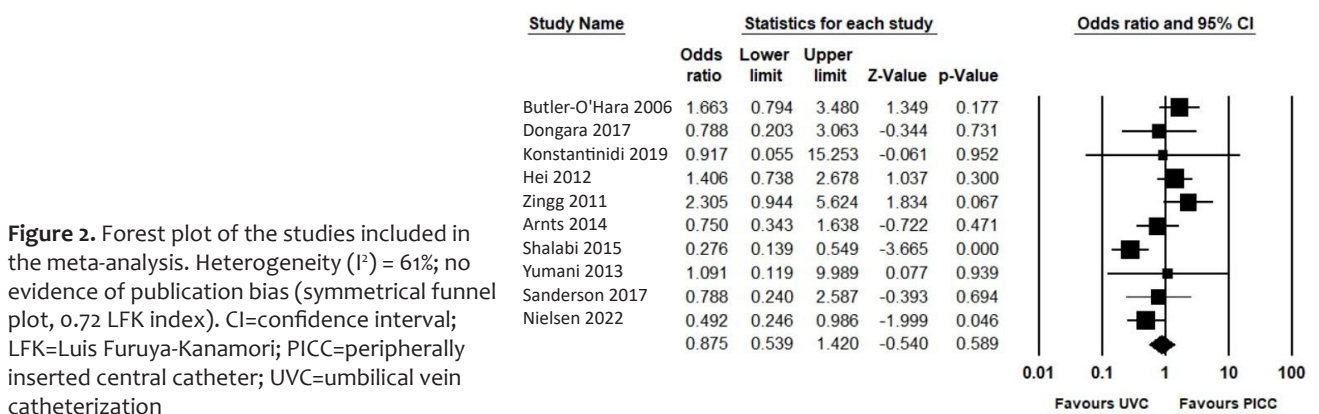 Study Name Statistics for each study Odds ratio and 95% CI
Odds Lower Upper
ratio limit limit Z-Value p-Value
Butler-O'Hara 2006 1.663 0.794 3.480 1.349 0.177
Dongara 2017 0.788 0.203 3.063 -0.344 0.731
Konstantinidi 2019 0.917 0.055 15.253 -0.061 0.952
Hei 2012 1.406 0.738 2.678 1.037 0.300
Zingg 2011 2.305 0.944 5.624 1.834 0.067
Arnts 2014 0.750 0.343 1.638 -0.722 0.471
Shalabi 2015 0.276 0.139 0.549 -3.665 0.000
Yumani 2013 1.091 0.119 9.989 0.077 0.939
Sanderson 2017 0.788 0.240 2.587 -0.393 0.694
Nielsen 2022 0.492 0.246 0.986 -1.999 0.046
0.875 0.539 1.420 -0.540 0.589
0.01 0.1 1 10 100
Favours UVC Favours PICC
Figure 2. Forest plot of the studies included in
the meta-analysis. Heterogeneity (I²) = 61%; no
evidence of publication bias (symmetrical funnel
plot, 0.72 LFK index). CI=confidence interval;
LFK=Luis Furuya-Kanamori; PICC=peripherally
inserted central catheter; UVC=umbilical vein
catheterization